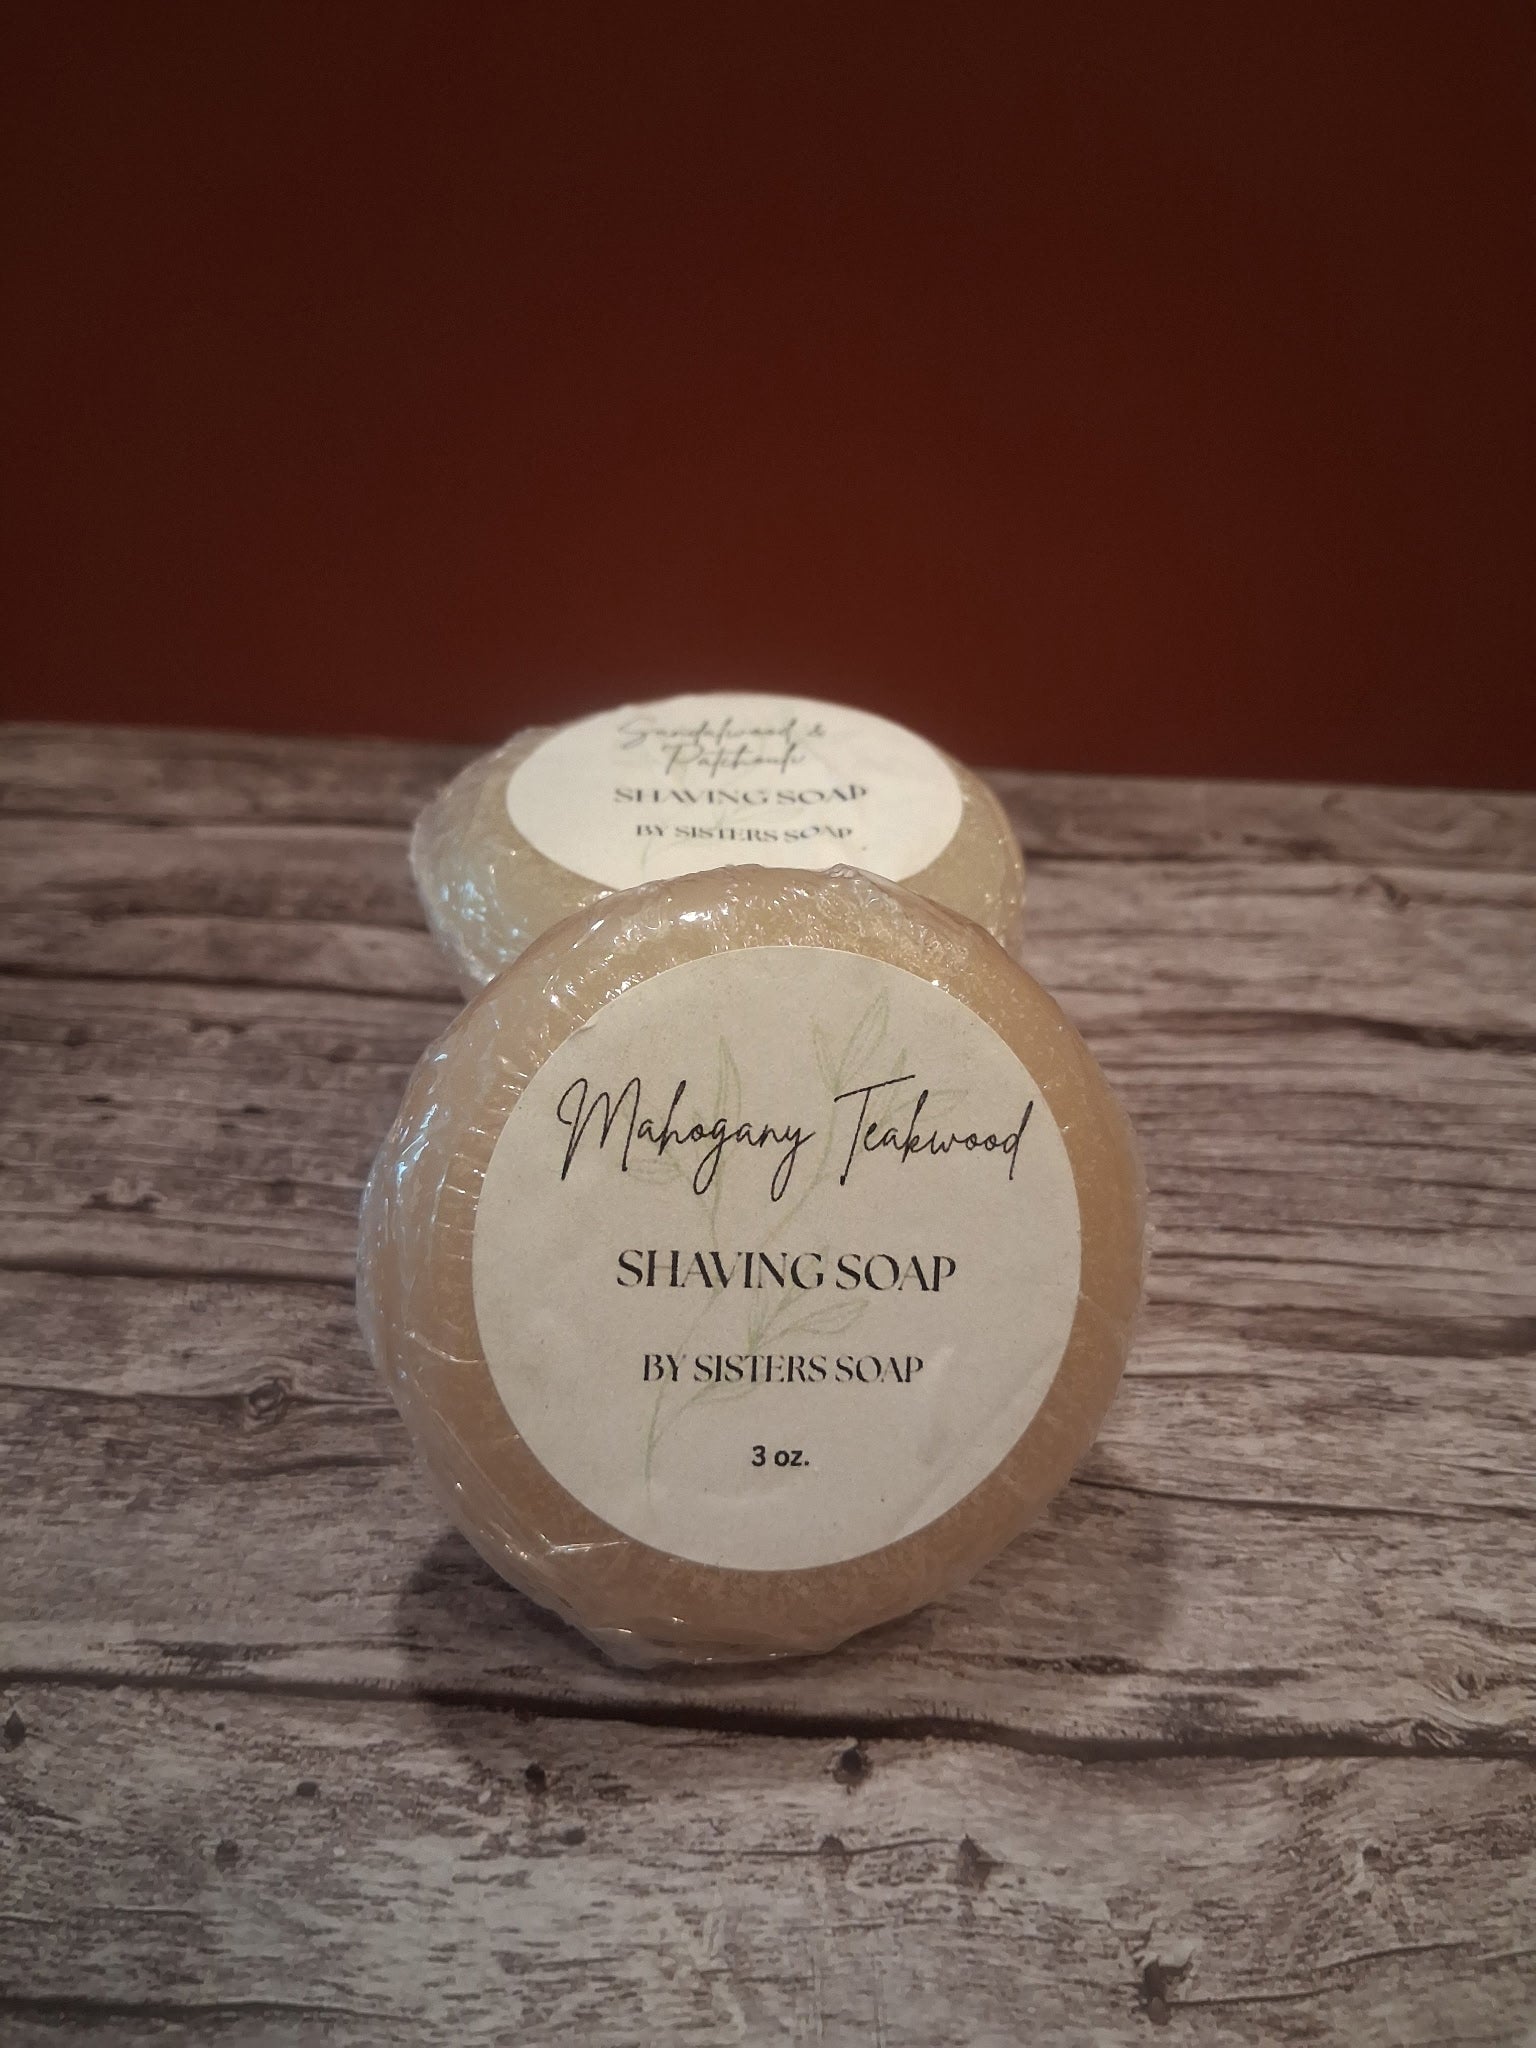 Sandalwood &
Patchouli
SHAVING SOAP
BY SISTERS SOAP
Mahogany Teakwood
SHAVING SOAP
BY SISTERS SOAP
3 oz.